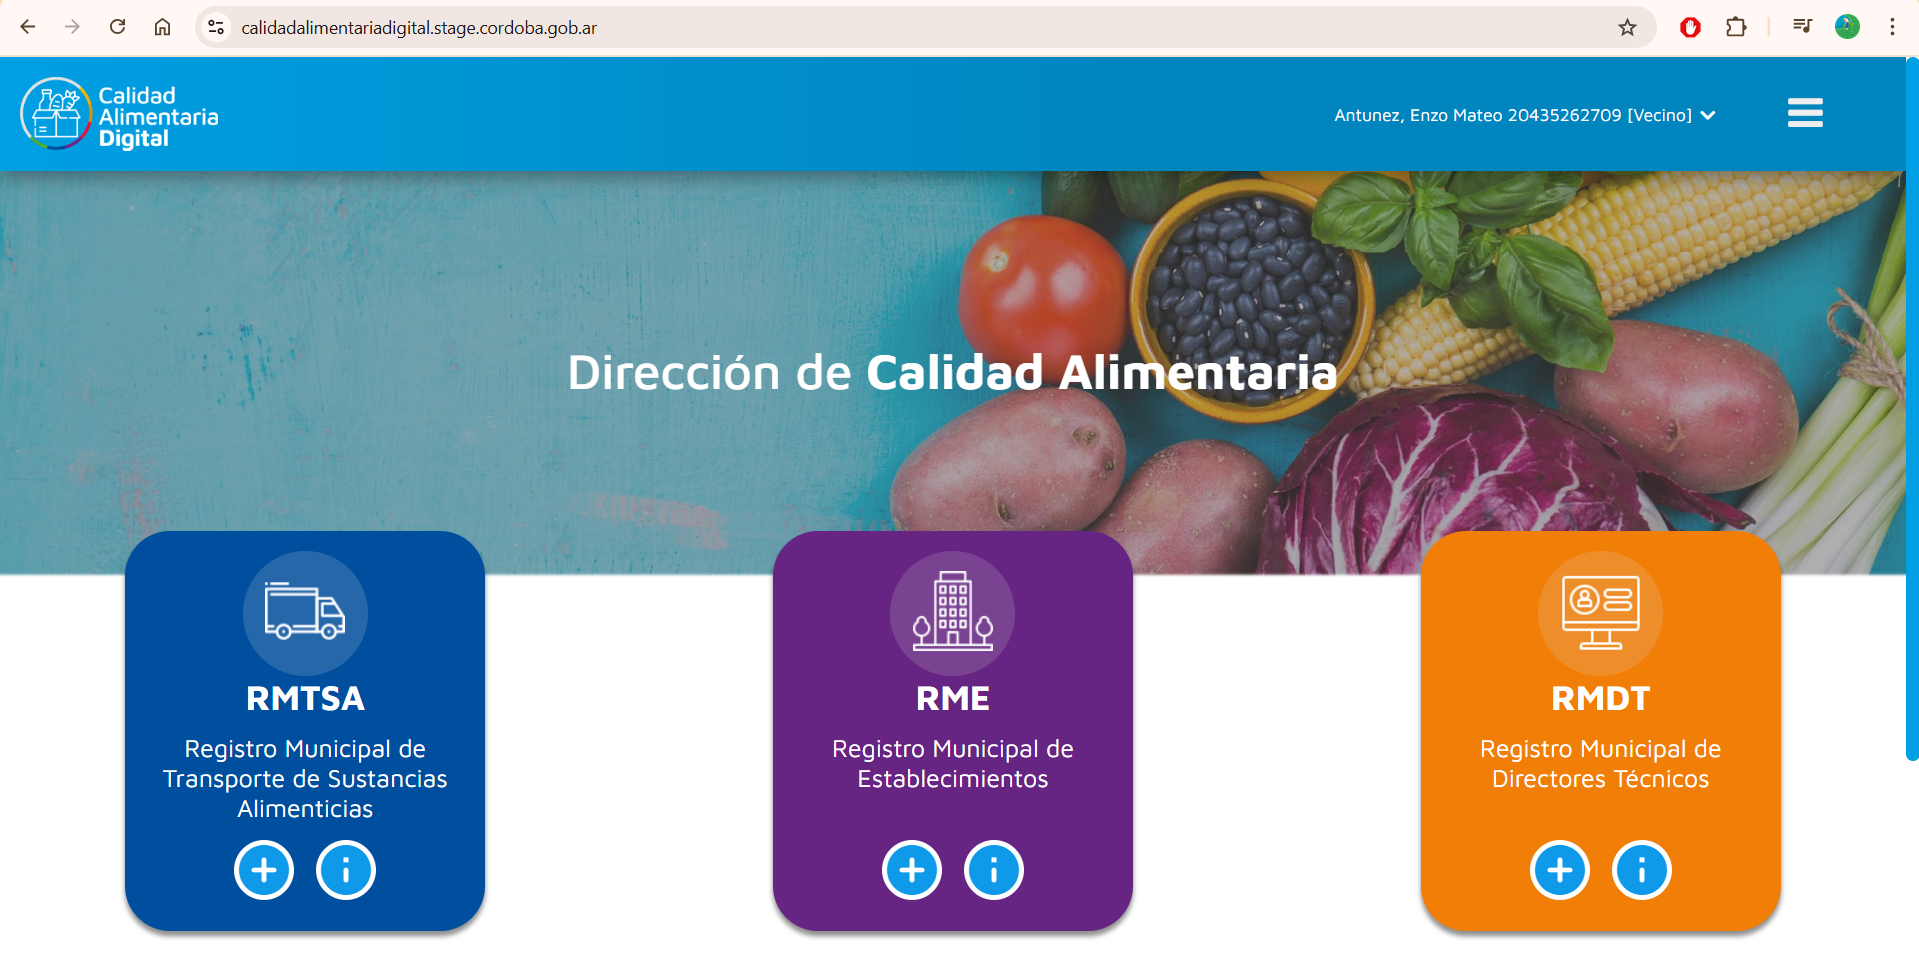 calidadalimentariadigital.stage.cordoba.gob.ar
Calidad
Alimentaria
Digital
Antunez, Enzo Mateo 20435262709 [Vecino]
Dirección de Calidad Alimentaria
RMTSA
Registro Municipal de
Transporte de Sustancias
Alimenticias
RME
Registro Municipal de
Establecimientos
RMDT
Registro Municipal de
Directores Técnicos